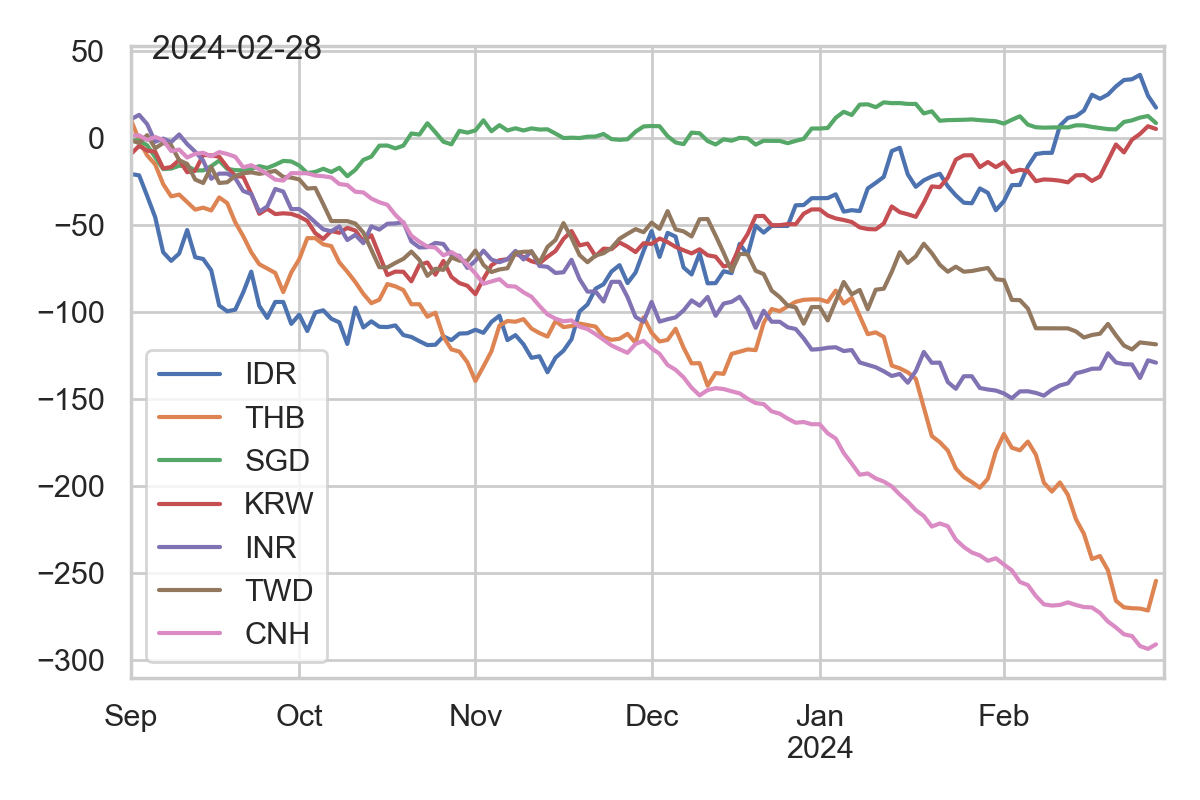 2024-02-28
50
0
−50
−100
−150
−200
−250
−300
IDR
THB
SGD
KRW
INR
TWD
CNH
Sep Oct Nov Dec Jan Feb
2024